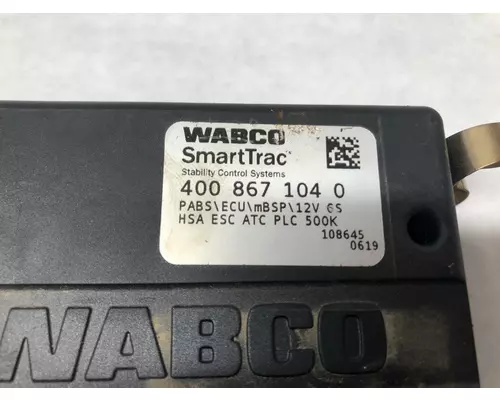 WABCO
SmartTrac
Stability Control Systems
400 867 104 0
PABS\ECU\mBSP\12V 6S
HSA ESC ATC PLC 500K
108645
0619
WABCO